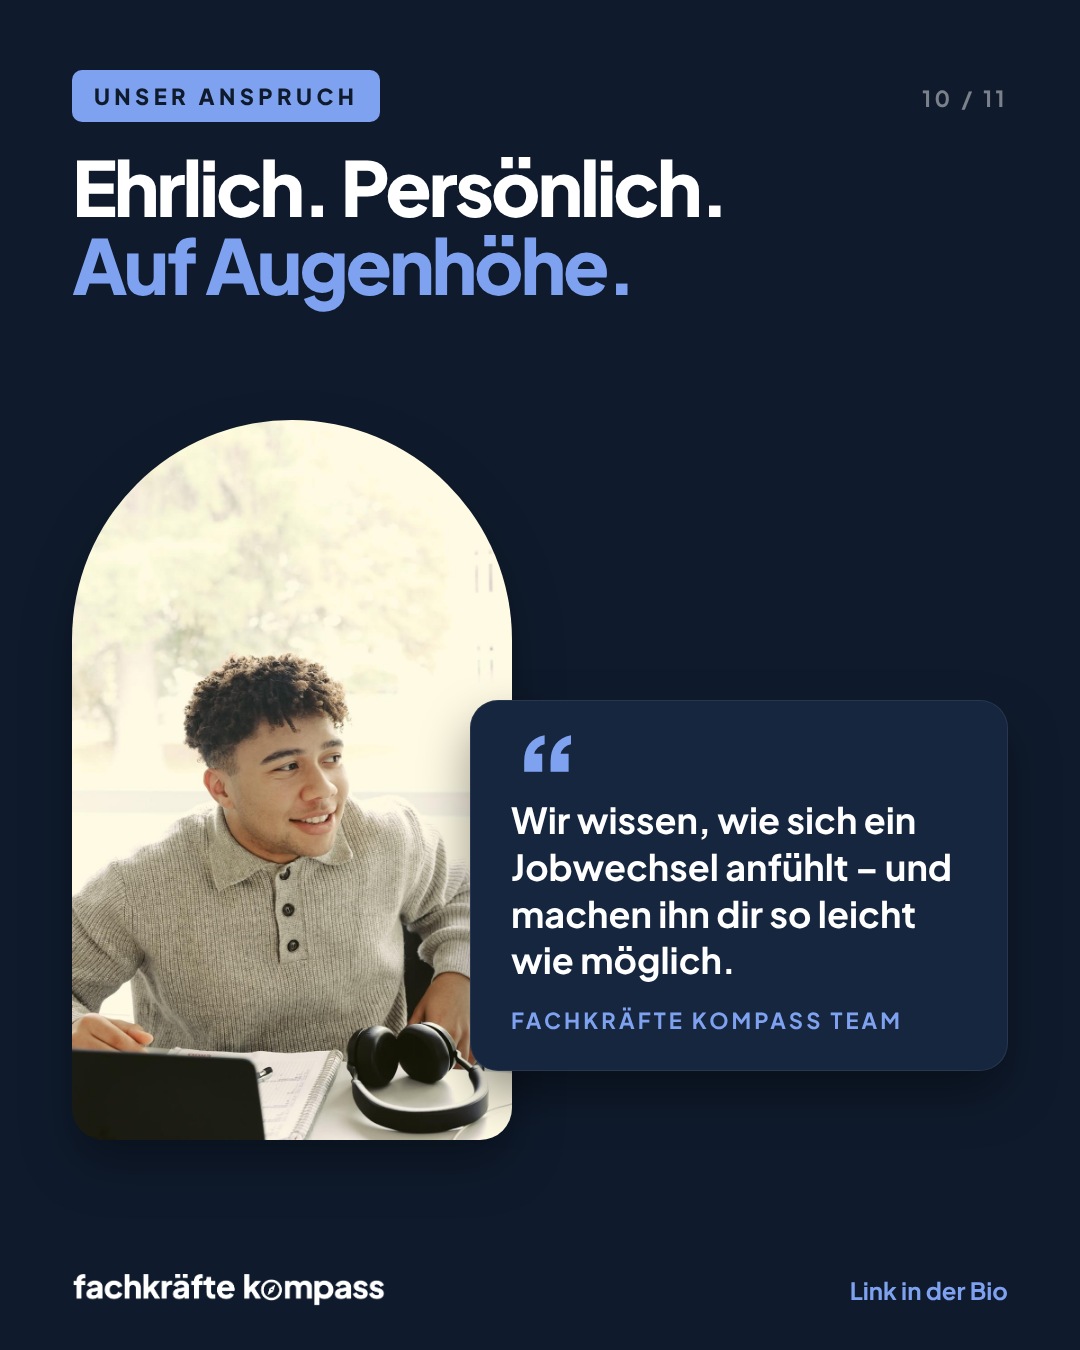 UNSER ANSPRUCH
10 / 11
Ehrlich. Persönlich.
Auf Augenhöhe.
Wir wissen, wie sich ein
Jobwechsel anfühlt – und
machen ihn dir so leicht
wie möglich.
FACHKRÄFTE KOMPASS TEAM
fachkräfte kompass
Link in der Bio